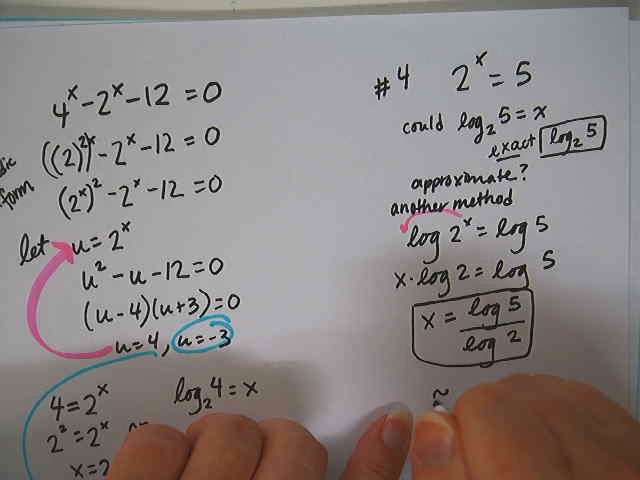 4^x - 2^x - 12 = 0
((2)^2)^x - 2^x - 12 = 0
form (2^x)^2 - 2^x - 12 = 0
let u = 2^x
u^2 - u - 12 = 0
(u - 4)(u + 3) = 0
u = 4, u = -3
4 = 2^x log_2 4 = x
2^2 = 2^x
x = 2
#4 2^x = 5
could log_2 5 = x
exact log_2 5
approximate?
another method
log 2^x = log 5
x · log 2 = log 5
x = log 5 / log 2
≈